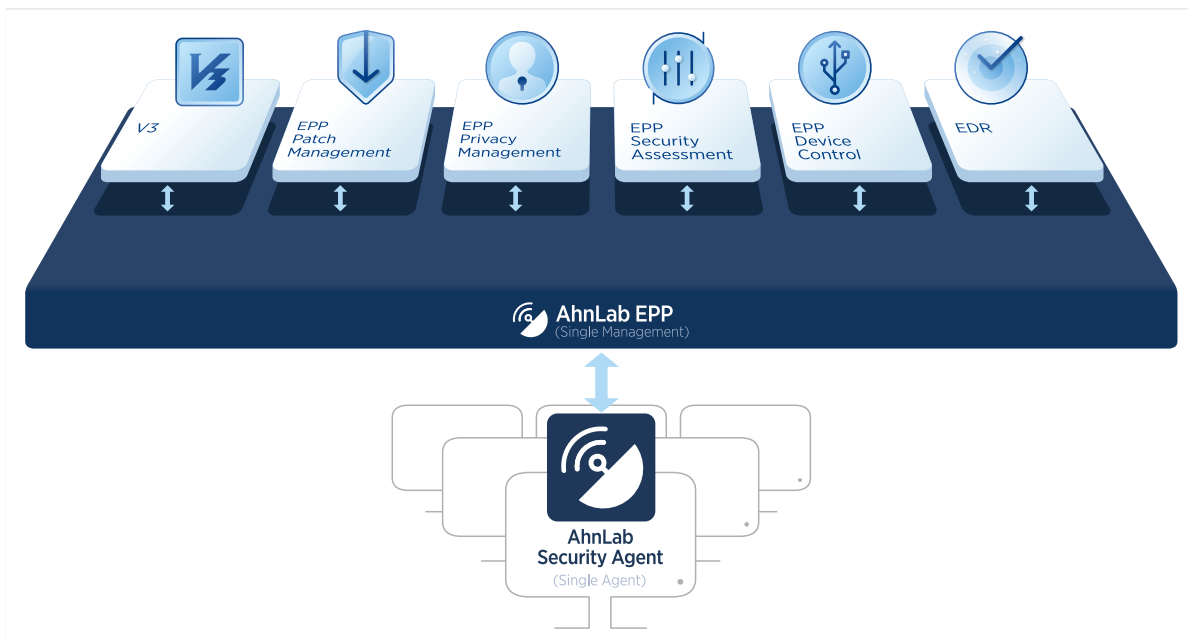 V3
V3
EPP
Patch
Management
EPP
Privacy
Management
EPP
Security
Assessment
EPP
Device
Control
EDR
AhnLab EPP
(Single Management)
AhnLab
Security Agent
(Single Agent)